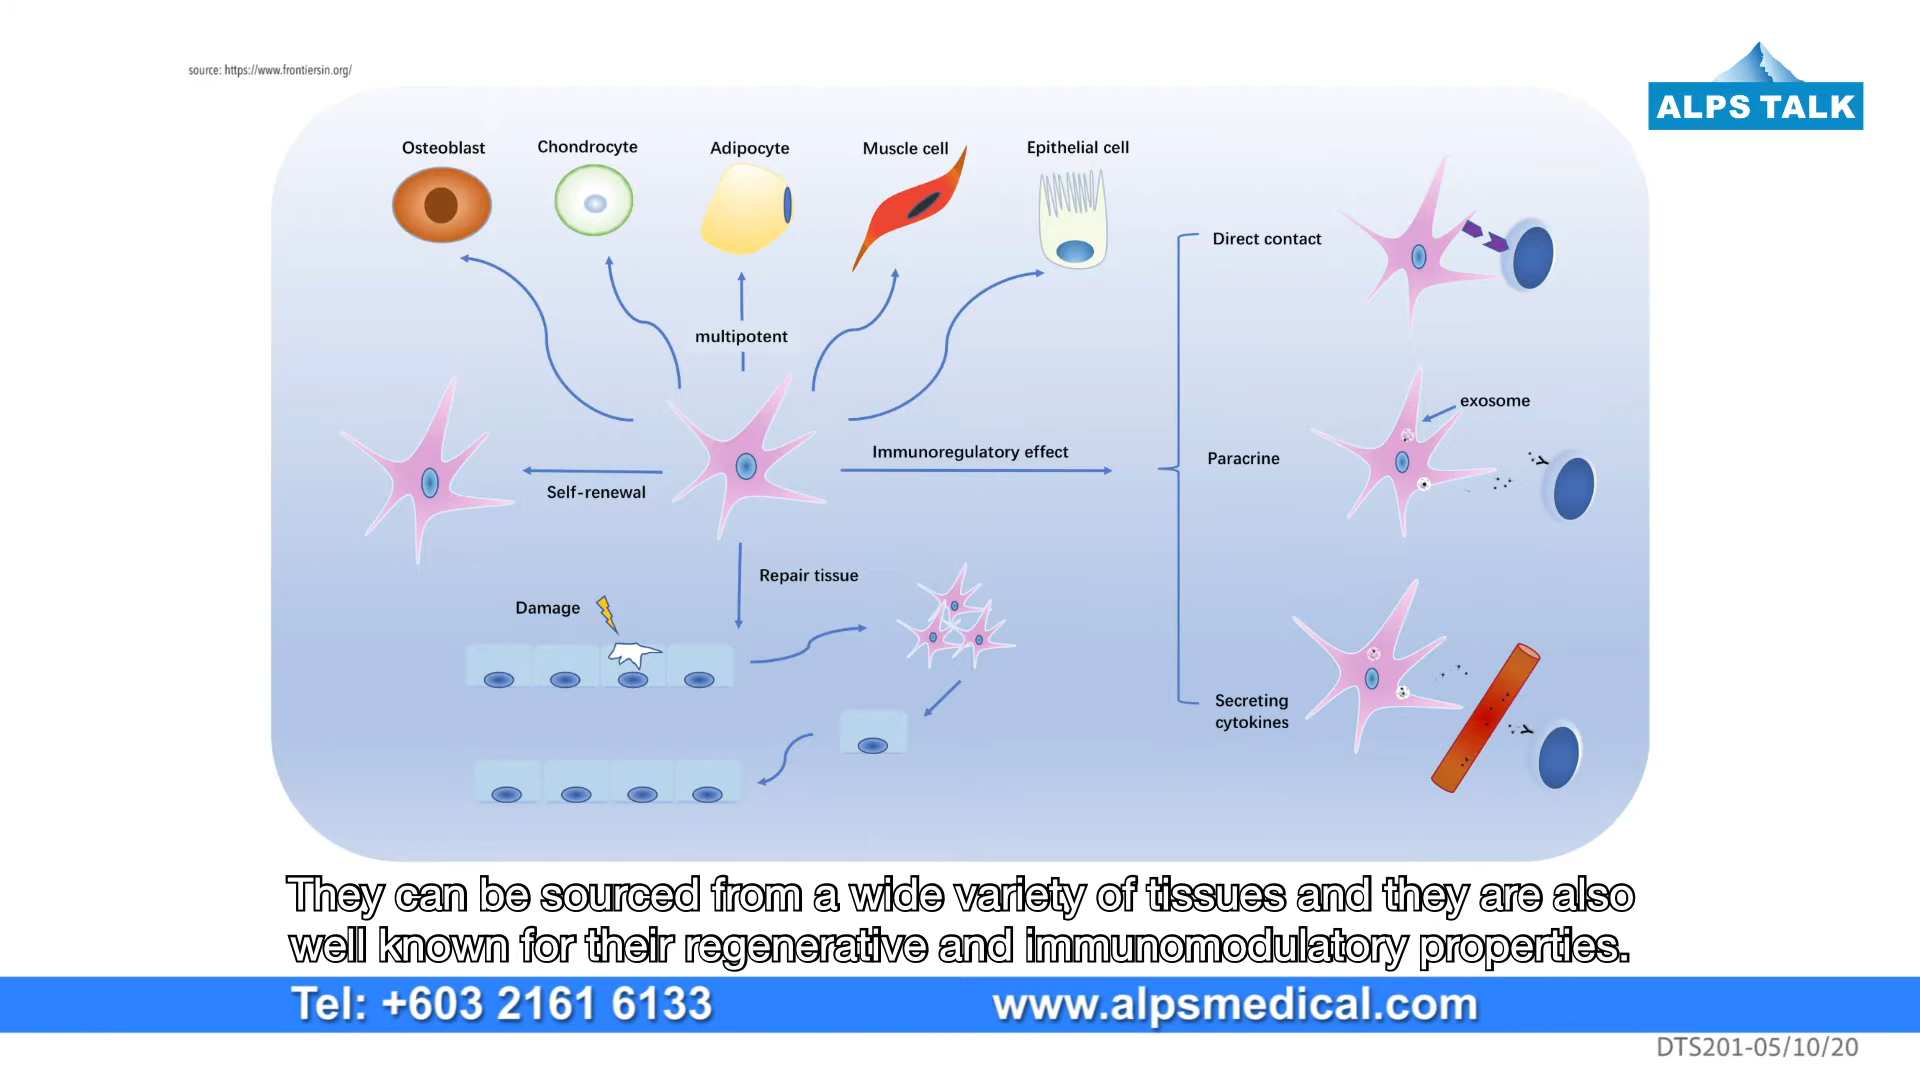 source: https://www.frontiersin.org/
ALPS TALK
Osteoblast
Chondrocyte
Adipocyte
Muscle cell
Epithelial cell
Direct contact
multipotent
exosome
Immunoregulatory effect
Paracrine
Self-renewal
Repair tissue
Damage
Secreting
cytokines
They can be sourced from a wide variety of tissues and they are also
well known for their regenerative and immunomodulatory properties.
Tel: +603 2161 6133
www.alpsmedical.com
DTS201-05/10/20